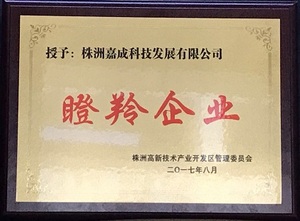 授予：株洲嘉成科技发展有限公司
瞪羚企业
株洲高新技术产业开发区管理委员会
二〇一七年八月